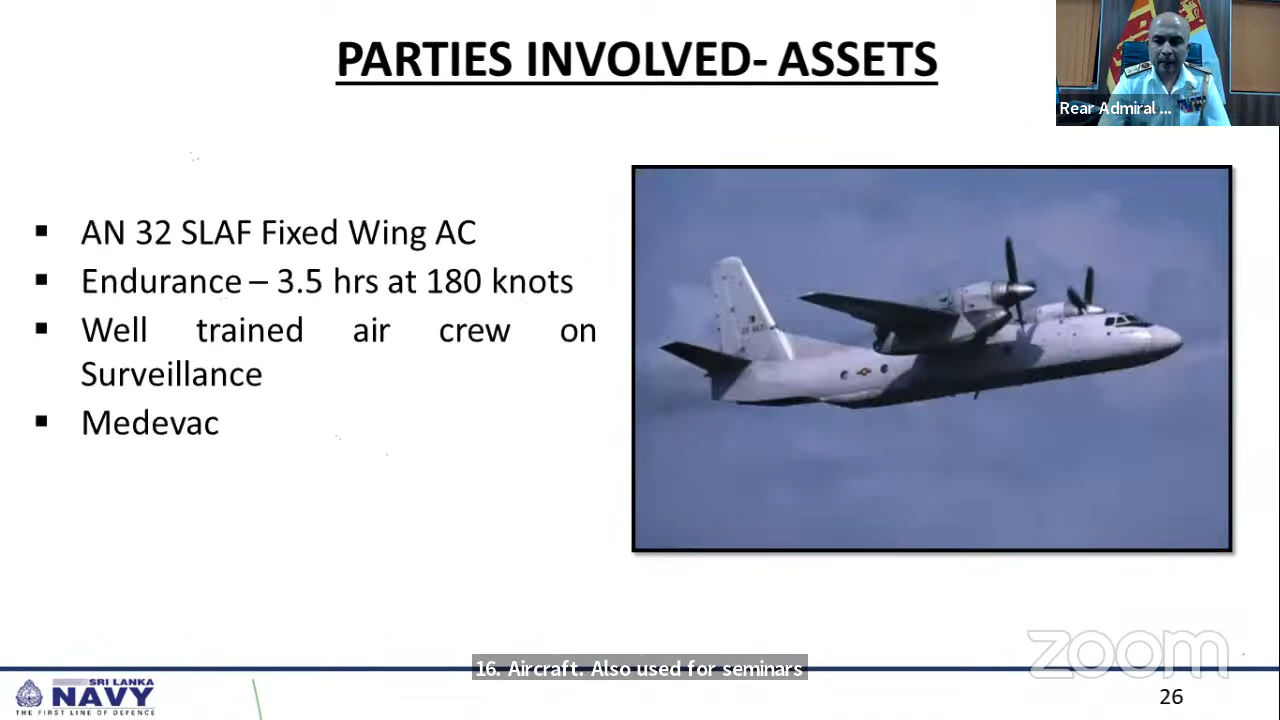 PARTIES INVOLVED- ASSETS
Rear Admiral ...
▪ AN 32 SLAF Fixed Wing AC
▪ Endurance – 3.5 hrs at 180 knots
▪ Well trained air crew on
Surveillance
▪ Medevac
zoom
16. Aircraft. Also used for seminars
SRI LANKA
NAVY
THE FIRST LINE OF DEFENCE
26